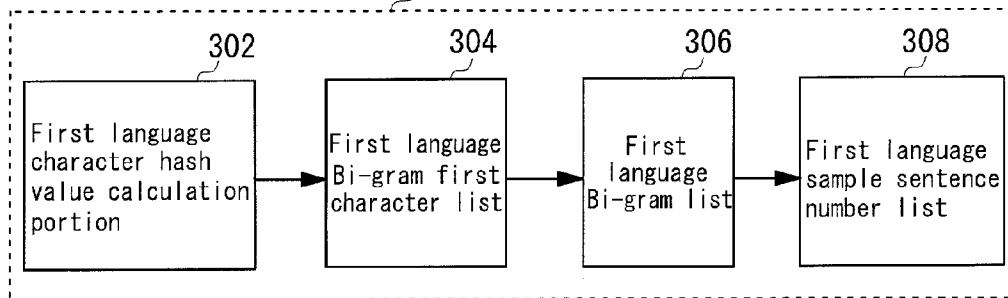 302
304
306
308
First language
character hash
value calculation
portion
First language
Bi-gram first
character list
First
language
Bi-gram list
First language
sample sentence
number list